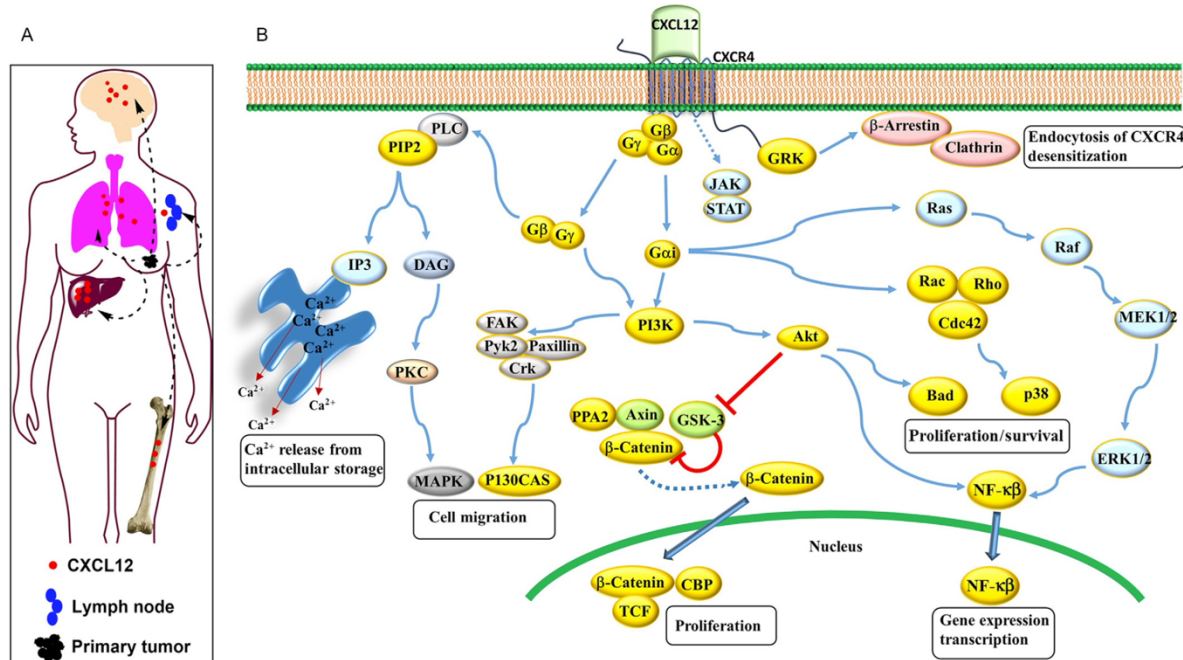 A
CXCL12
Lymph node
Primary tumor
B
CXCL12
CXCR4
PLC
PIP2
Gβ
Gγ
Gα
GRK
β-Arrestin
Clathrin
Endocytosis of CXCR4
desensitization
JAK
STAT
Gβ
Gγ
Gαi
Ras
Raf
IP3
DAG
Rac
Rho
Cdc42
MEK1/2
Ca²⁺
Ca²⁺
Ca²⁺
Ca²⁺
Ca²⁺
Ca²⁺
Ca²⁺
Ca²⁺
Ca²⁺ release from
intracellular storage
FAK
Pyk2
Paxillin
Crk
PI3K
Akt
PKC
Bad
p38
Proliferation/survival
PPA2
Axin
GSK-3
β-Catenin
ERK1/2
MAPK
P130CAS
Cell migration
β-Catenin
NF-κβ
Nucleus
β-Catenin
CBP
TCF
Proliferation
NF-κβ
Gene expression
transcription